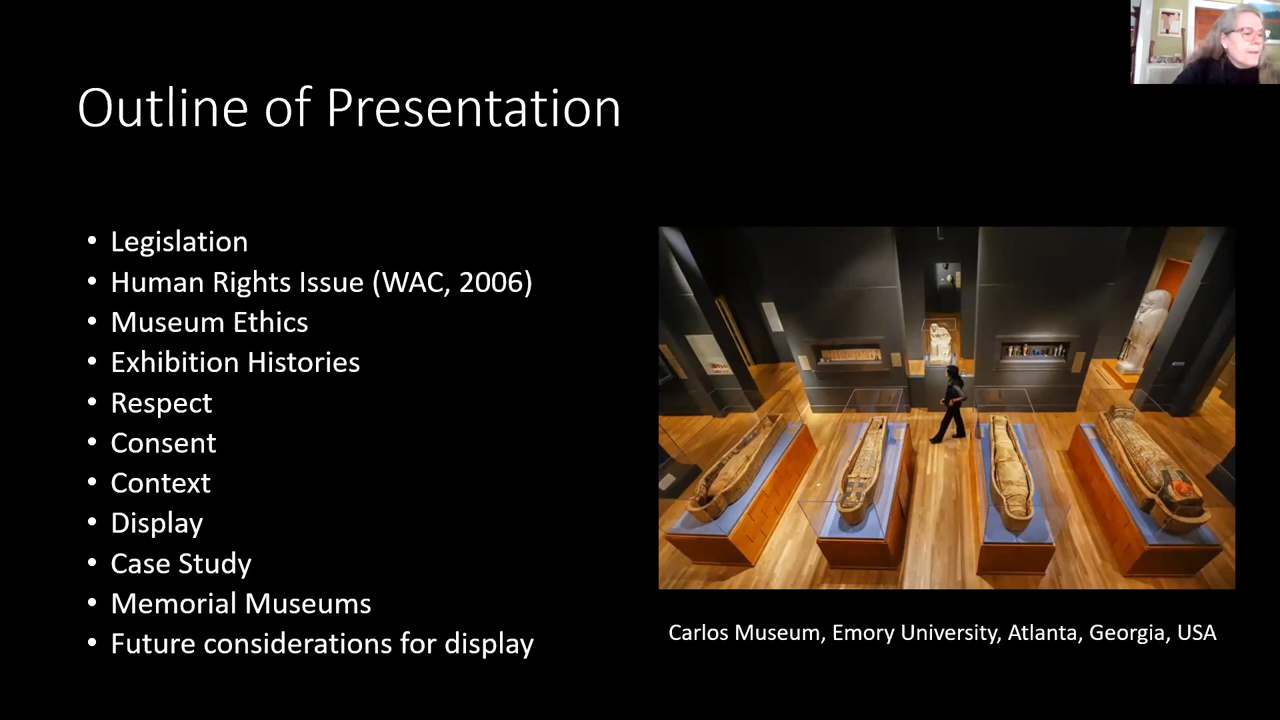 Outline of Presentation
• Legislation
• Human Rights Issue (WAC, 2006)
• Museum Ethics
• Exhibition Histories
• Respect
• Consent
• Context
• Display
• Case Study
• Memorial Museums
• Future considerations for display
Carlos Museum, Emory University, Atlanta, Georgia, USA